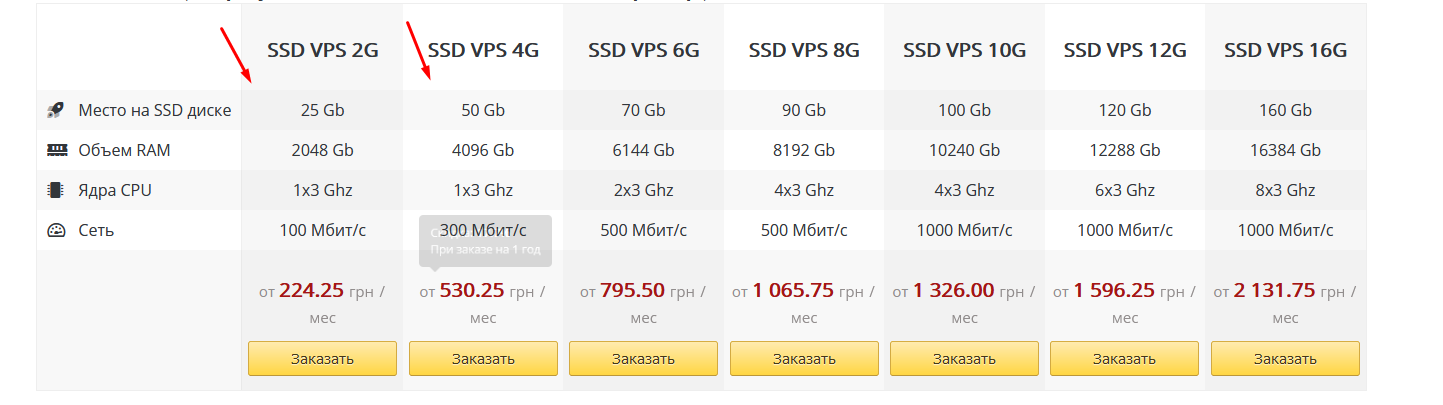 SSD VPS 2G SSD VPS 4G SSD VPS 6G SSD VPS 8G SSD VPS 10G SSD VPS 12G SSD VPS 16G
Место на SSD диске 25 Gb 50 Gb 70 Gb 90 Gb 100 Gb 120 Gb 160 Gb
Объем RAM 2048 Gb 4096 Gb 6144 Gb 8192 Gb 10240 Gb 12288 Gb 16384 Gb
Ядра CPU 1x3 Ghz 1x3 Ghz 2x3 Ghz 4x3 Ghz 4x3 Ghz 6x3 Ghz 8x3 Ghz
Сеть 100 Мбит/с 300 Мбит/с 500 Мбит/с 500 Мбит/с 1000 Мбит/с 1000 Мбит/с 1000 Мбит/с
При заказе на 1 год
от 224.25 грн / от 530.25 грн / от 795.50 грн / от 1 065.75 грн / от 1 326.00 грн / от 1 596.25 грн / от 2 131.75 грн /
мес мес мес мес мес мес мес
Заказать Заказать Заказать Заказать Заказать Заказать Заказать